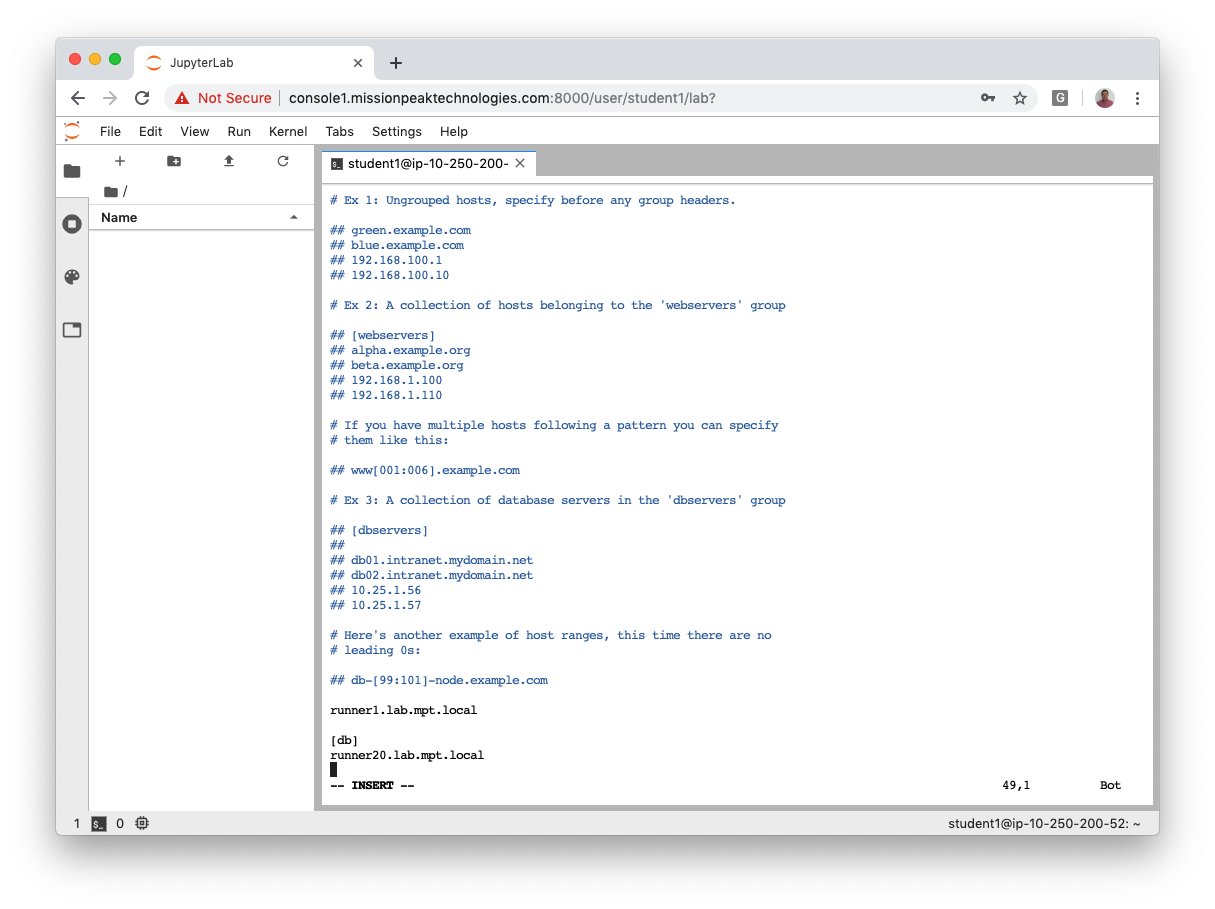 JupyterLab
Not Secure console1.missionpeaktechnologies.com:8000/user/student1/lab?
G
File Edit View Run Kernel Tabs Settings Help
student1@ip-10-250-200-
/
Name
# Ex 1: Ungrouped hosts, specify before any group headers.
## green.example.com
## blue.example.com
## 192.168.100.1
## 192.168.100.10
# Ex 2: A collection of hosts belonging to the 'webservers' group
## [webservers]
## alpha.example.org
## beta.example.org
## 192.168.1.100
## 192.168.1.110
# If you have multiple hosts following a pattern you can specify
# them like this:
## www[001:006].example.com
# Ex 3: A collection of database servers in the 'dbservers' group
## [dbservers]
##
## db01.intranet.mydomain.net
## db02.intranet.mydomain.net
## 10.25.1.56
## 10.25.1.57
# Here's another example of host ranges, this time there are no
# leading 0s:
## db-[99:101]-node.example.com
runner1.lab.mpt.local
[db]
runner20.lab.mpt.local
-- INSERT -- 49,1 Bot
1 $_ 0 student1@ip-10-250-200-52: ~